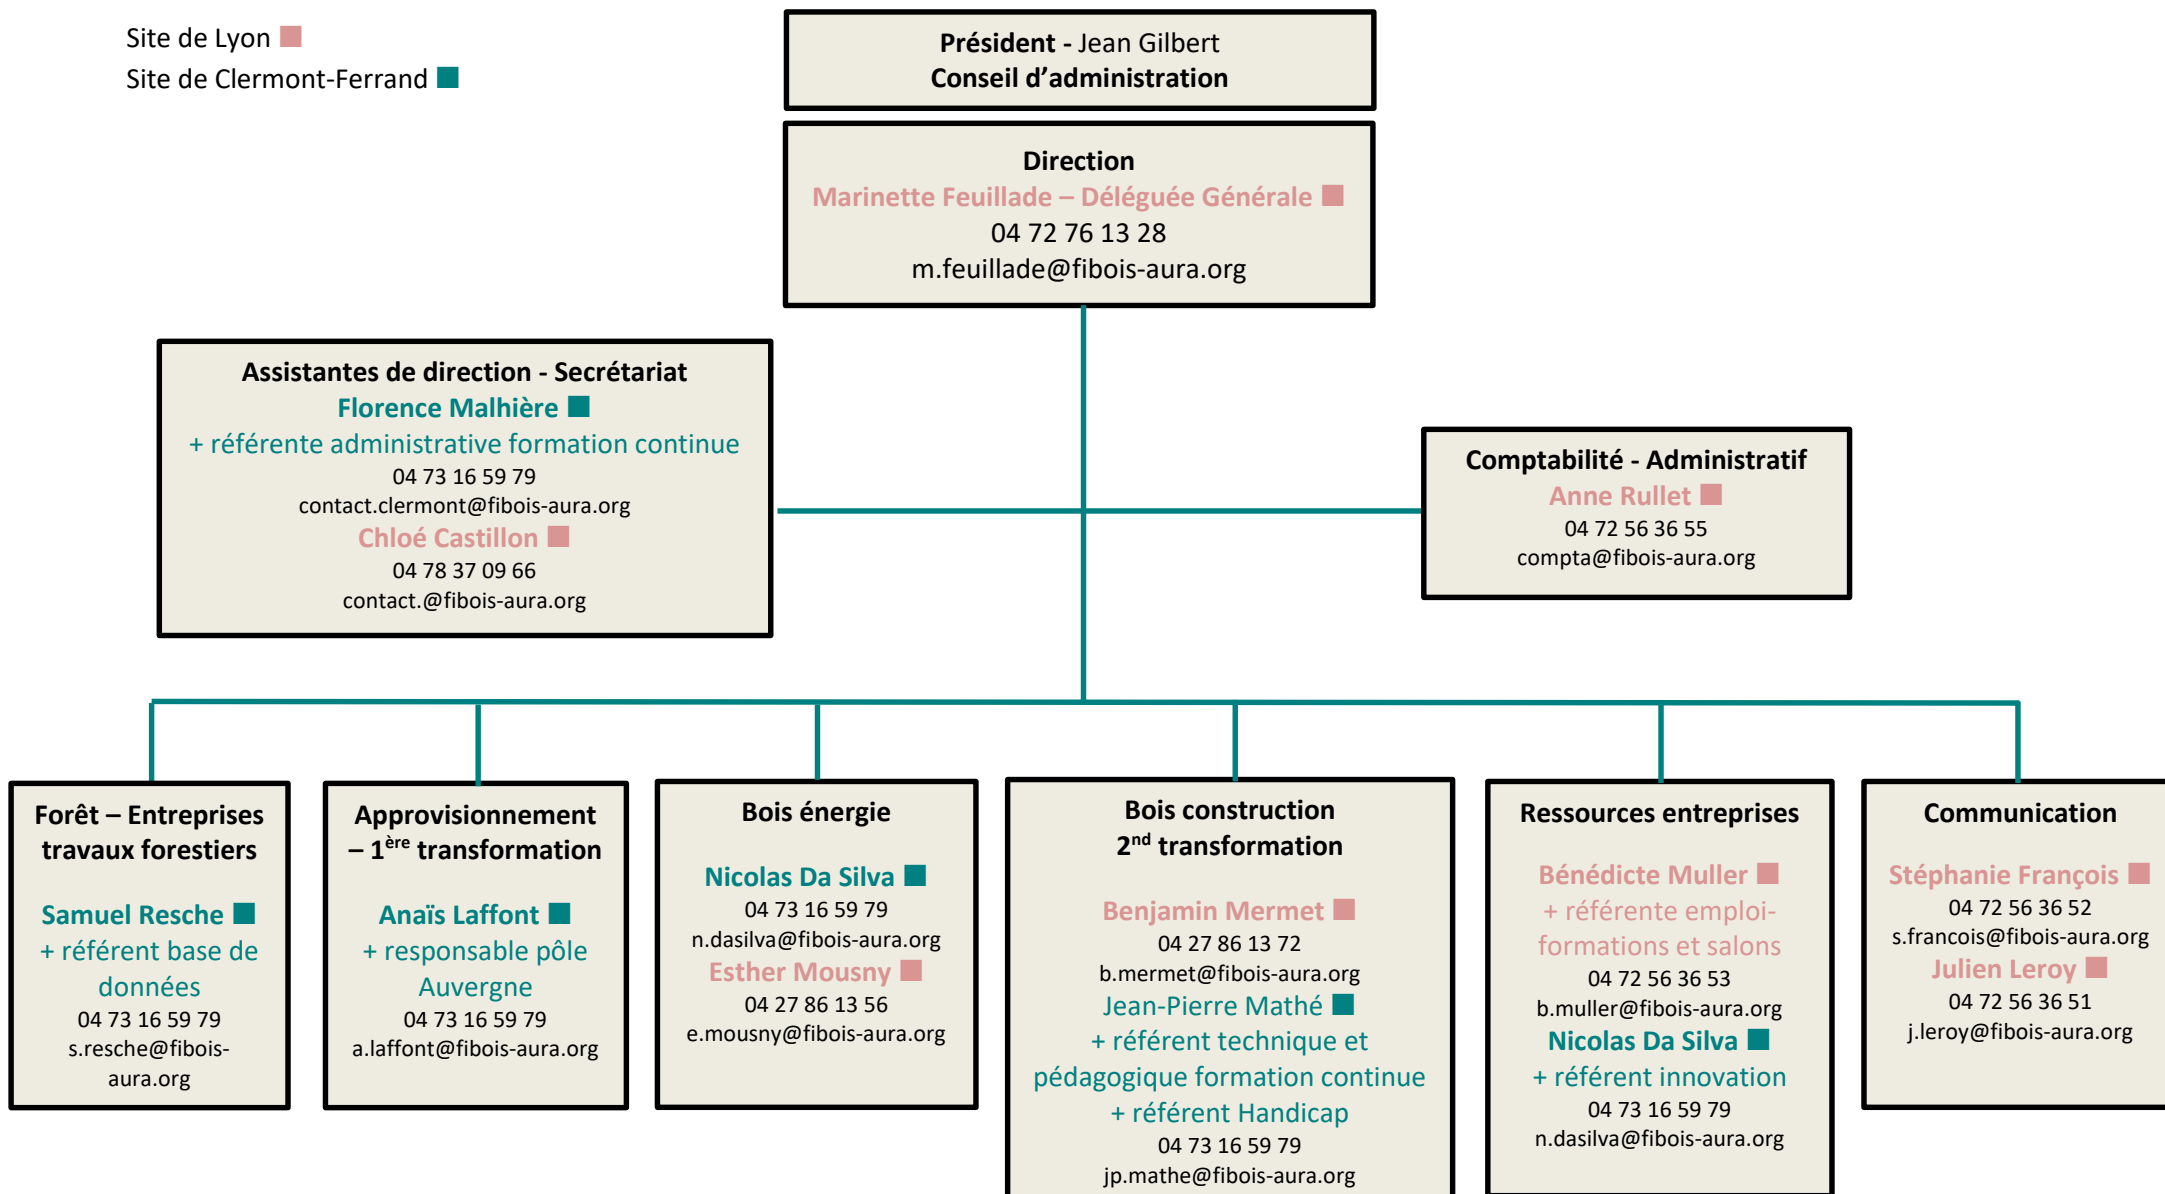 Site de Lyon
Site de Clermont-Ferrand
Président - Jean Gilbert
Conseil d’administration
Direction
Marinette Feuillade – Déléguée Générale
04 72 76 13 28
m.feuillade@fibois-aura.org
Assistantes de direction - Secrétariat
Florence Malhière
+ référente administrative formation continue
04 73 16 59 79
contact.clermont@fibois-aura.org
Chloé Castillon
04 78 37 09 66
contact.@fibois-aura.org
Comptabilité - Administratif
Anne Rullet
04 72 56 36 55
compta@fibois-aura.org
Forêt – Entreprises
travaux forestiers
Samuel Resche
+ référent base de
données
04 73 16 59 79
s.resche@fibois-
aura.org
Approvisionnement
– 1ère transformation
Anaïs Laffont
+ responsable pôle
Auvergne
04 73 16 59 79
a.laffont@fibois-aura.org
Bois énergie
Nicolas Da Silva
04 73 16 59 79
n.dasilva@fibois-aura.org
Esther Mousny
04 27 86 13 56
e.mousny@fibois-aura.org
Bois construction
2nd transformation
Benjamin Mermet
04 27 86 13 72
b.mermet@fibois-aura.org
Jean-Pierre Mathé
+ référent technique et
pédagogique formation continue
+ référent Handicap
04 73 16 59 79
jp.mathe@fibois-aura.org
Ressources entreprises
Bénédicte Muller
+ référente emploi-
formations et salons
04 72 56 36 53
b.muller@fibois-aura.org
Nicolas Da Silva
+ référent innovation
04 73 16 59 79
n.dasilva@fibois-aura.org
Communication
Stéphanie François
04 72 56 36 52
s.francois@fibois-aura.org
Julien Leroy
04 72 56 36 51
j.leroy@fibois-aura.org